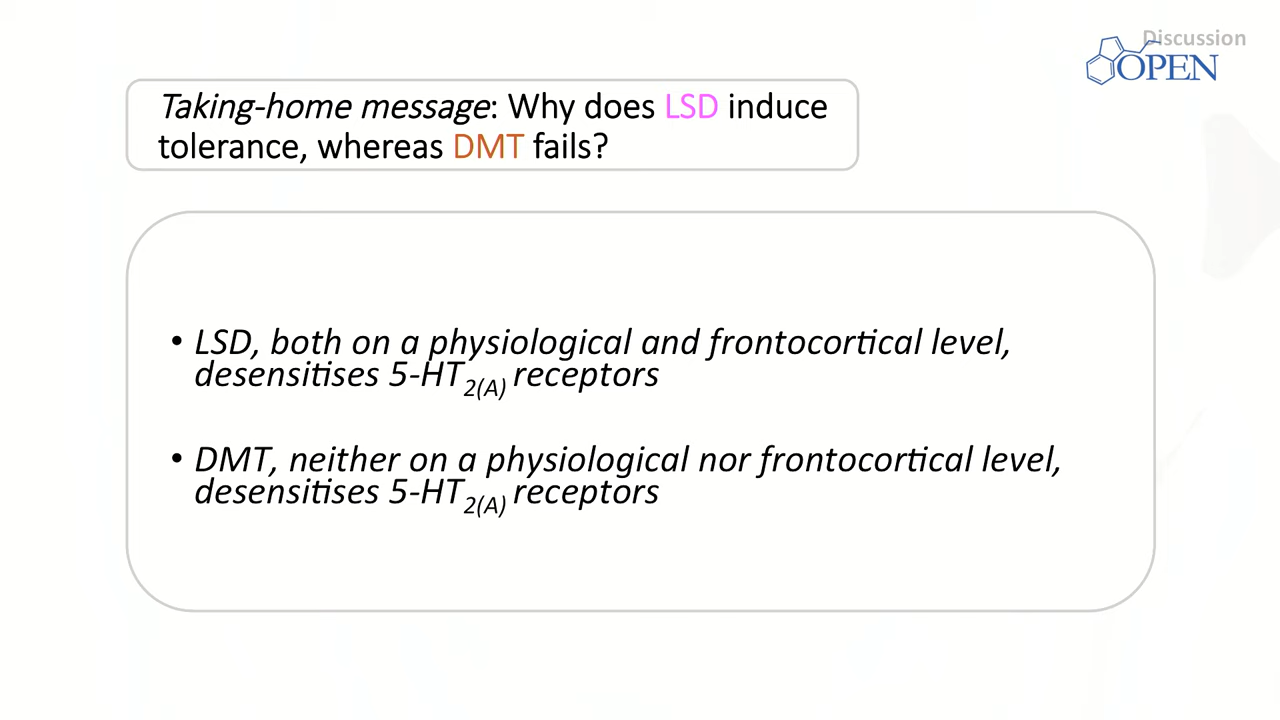 Discussion
OPEN
Taking-home message: Why does LSD induce
tolerance, whereas DMT fails?
• LSD, both on a physiological and frontocortical level,
desensitises 5-HT2(A) receptors
• DMT, neither on a physiological nor frontocortical level,
desensitises 5-HT2(A) receptors